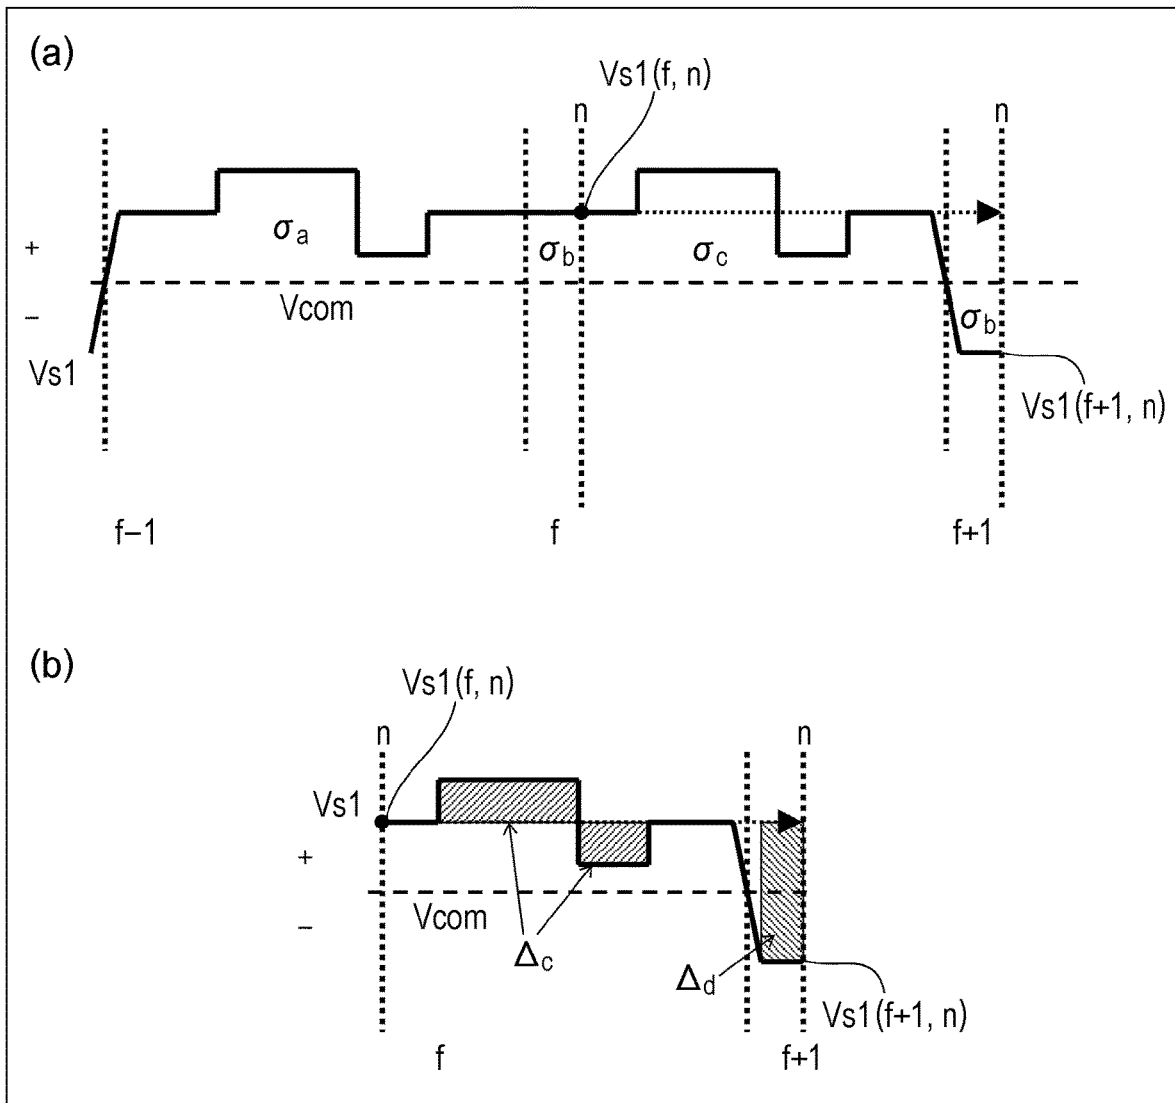 (a)
Vs1(f, n)
n
n
σa
σb
σc
+
Vcom
−
σb
Vs1
Vs1(f+1, n)
f−1
f
f+1
(b)
Vs1(f, n)
n
n
Vs1
+
Vcom
−
Δc
Δd
Vs1(f+1, n)
f
f+1